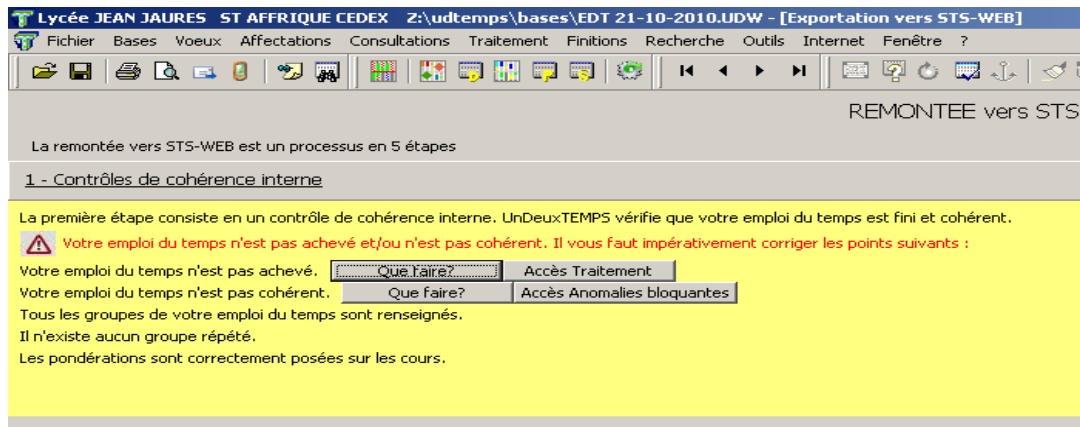 Lycée JEAN JAURES ST AFFRIQUE CEDEX Z:\udtemps\bases\EDT 21-10-2010.UDW - [Exportation vers STS-WEB]
Fichier Bases Voeux Affectations Consultations Traitement Finitions Recherche Outils Internet Fenêtre ?
REMONTEE vers STS
La remontée vers STS-WEB est un processus en 5 étapes
1 - Contrôles de cohérence interne
La première étape consiste en un contrôle de cohérence interne. UnDeuxTEMPS vérifie que votre emploi du temps est fini et cohérent.
Votre emploi du temps n'est pas achevé et/ou n'est pas cohérent. Il vous faut impérativement corriger les points suivants :
Votre emploi du temps n'est pas achevé. Que faire? Accès Traitement
Votre emploi du temps n'est pas cohérent. Que faire? Accès Anomalies bloquantes
Tous les groupes de votre emploi du temps sont renseignés.
Il n'existe aucun groupe répété.
Les pondérations sont correctement posées sur les cours.